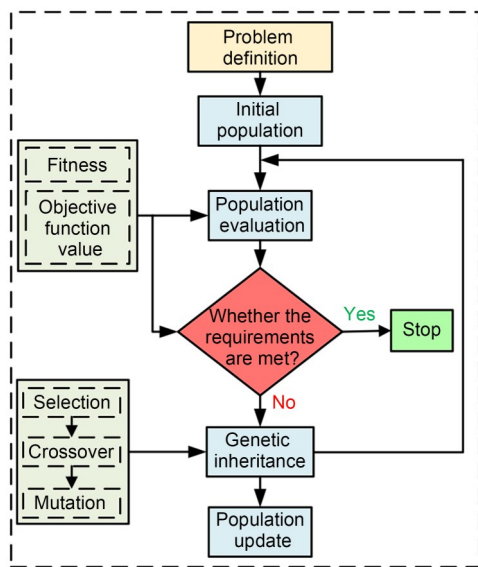 Problem
definition
Initial
population
Fitness
Objective
function
value
Population
evaluation
Whether the
requirements
are met?
Yes
Stop
No
Selection
Crossover
Mutation
Genetic
inheritance
Population
update